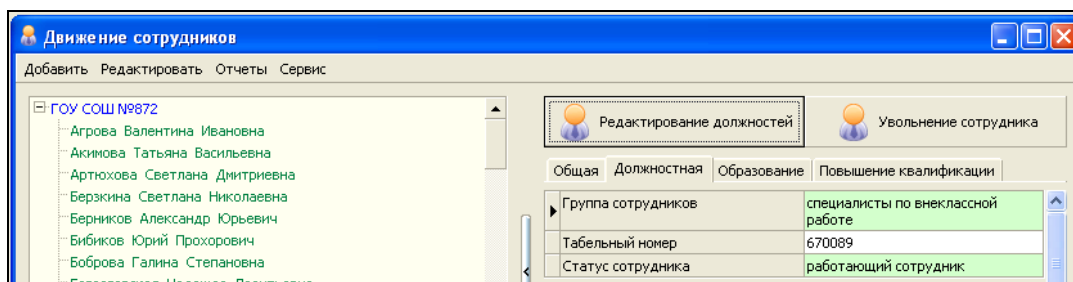 Движение сотрудников
Добавить Редактировать Отчеты Сервис
ГОУ СОШ №872
Агрова Валентина Ивановна
Акимова Татьяна Васильевна
Артюхова Светлана Дмитриевна
Берзкина Светлана Николаевна
Берников Александр Юрьевич
Бибиков Юрий Прохорович
Боброва Галина Степановна
Редактирование должностей Увольнение сотрудника
Общая Должностная Образование Повышение квалификации
Группа сотрудников специалисты по внеклассной
работе
Табельный номер 670089
Статус сотрудника работающий сотрудник